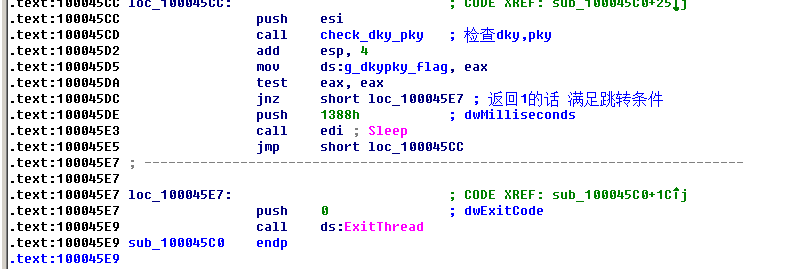 .text:100045CC loc_100045CC: ; CODE XREF: sub_100045C0+25↓j
.text:100045CC push esi
.text:100045CD call check_dky_pky ; 检查dky,pky
.text:100045D2 add esp, 4
.text:100045D5 mov ds:g_dkypky_flag, eax
.text:100045DA test eax, eax
.text:100045DC jnz short loc_100045E7 ; 返回1的话 满足跳转条件
.text:100045DE push 1388h ; dwMilliseconds
.text:100045E3 call edi ; Sleep
.text:100045E5 jmp short loc_100045CC
.text:100045E7 ; ---------------------------------------------------------------------------
.text:100045E7
.text:100045E7 loc_100045E7: ; CODE XREF: sub_100045C0+1C↑j
.text:100045E7 push 0 ; dwExitCode
.text:100045E9 call ds:ExitThread
.text:100045E9 sub_100045C0 endp
.text:100045E9